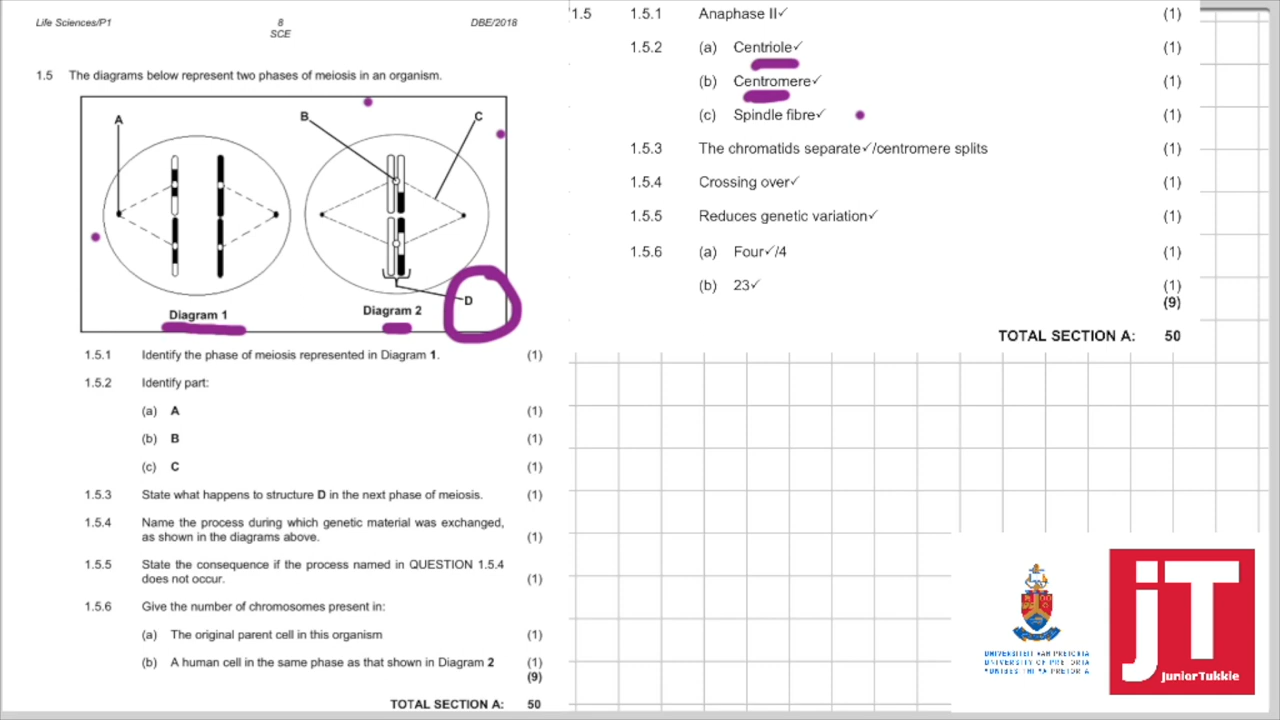 Life Sciences/P1 8 DBE/2018
SCE
1.5 The diagrams below represent two phases of meiosis in an organism.
A
B
C
D
Diagram 1
Diagram 2
1.5.1 Identify the phase of meiosis represented in Diagram 1. (1)
1.5.2 Identify part:
(a) A (1)
(b) B (1)
(c) C (1)
1.5.3 State what happens to structure D in the next phase of meiosis. (1)
1.5.4 Name the process during which genetic material was exchanged,
as shown in the diagrams above. (1)
1.5.5 State the consequence if the process named in QUESTION 1.5.4
does not occur. (1)
1.5.6 Give the number of chromosomes present in:
(a) The original parent cell in this organism (1)
(b) A human cell in the same phase as that shown in Diagram 2 (1)
(9)
TOTAL SECTION A: 50
1.5 1.5.1 Anaphase II✓ (1)
1.5.2 (a) Centriole✓ (1)
(b) Centromere✓ (1)
(c) Spindle fibre✓ (1)
1.5.3 The chromatids separate✓/centromere splits (1)
1.5.4 Crossing over✓ (1)
1.5.5 Reduces genetic variation✓ (1)
1.5.6 (a) Four✓/4 (1)
(b) 23✓ (1)
(9)
TOTAL SECTION A: 50
UNIVERSITEIT VAN PRETORIA
UNIVERSITY OF PRETORIA
YUNIBESITHI YA PRETORIA
jT
JuniorTukkie